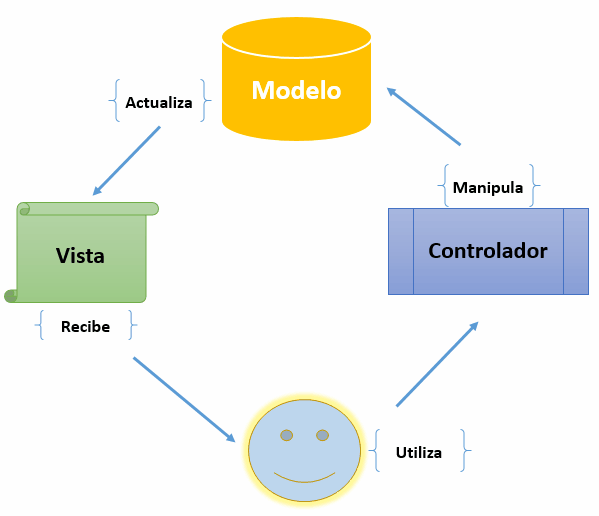 Modelo
Actualiza
Manipula
Vista
Controlador
Recibe
Utiliza